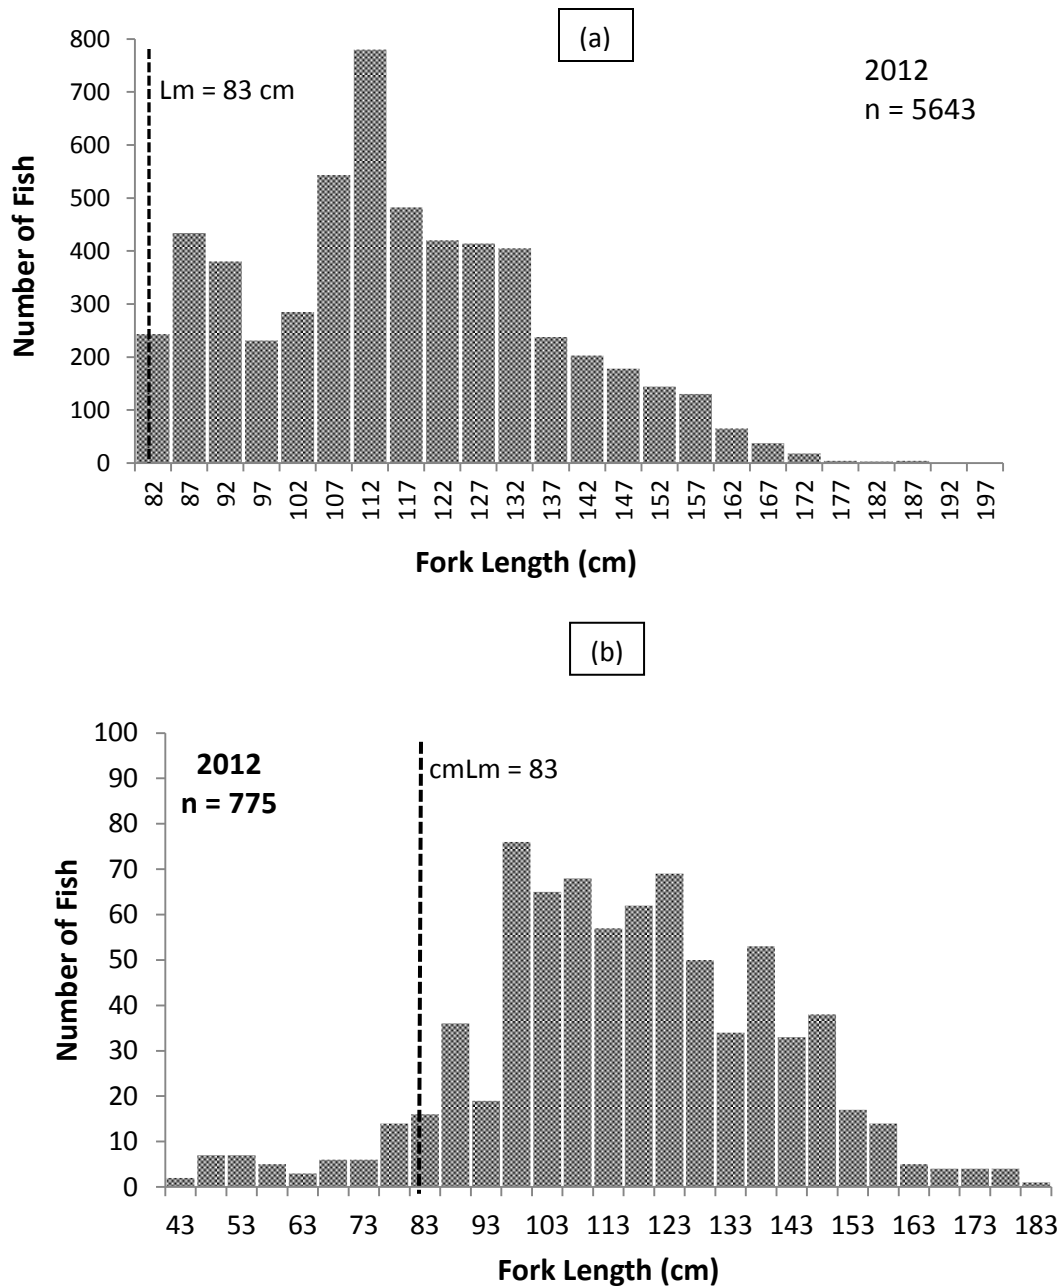 (a)
2012
n = 5643
Lm = 83 cm
Number of Fish
800
700
600
500
400
300
200
100
0
82 87 92 97 102 107 112 117 122 127 132 137 142 147 152 157 162 167 172 177 182 187 192 197
Fork Length (cm)
(b)
2012
n = 775
cmLm = 83
Number of Fish
100
90
80
70
60
50
40
30
20
10
0
43 53 63 73 83 93 103 113 123 133 143 153 163 173 183
Fork Length (cm)